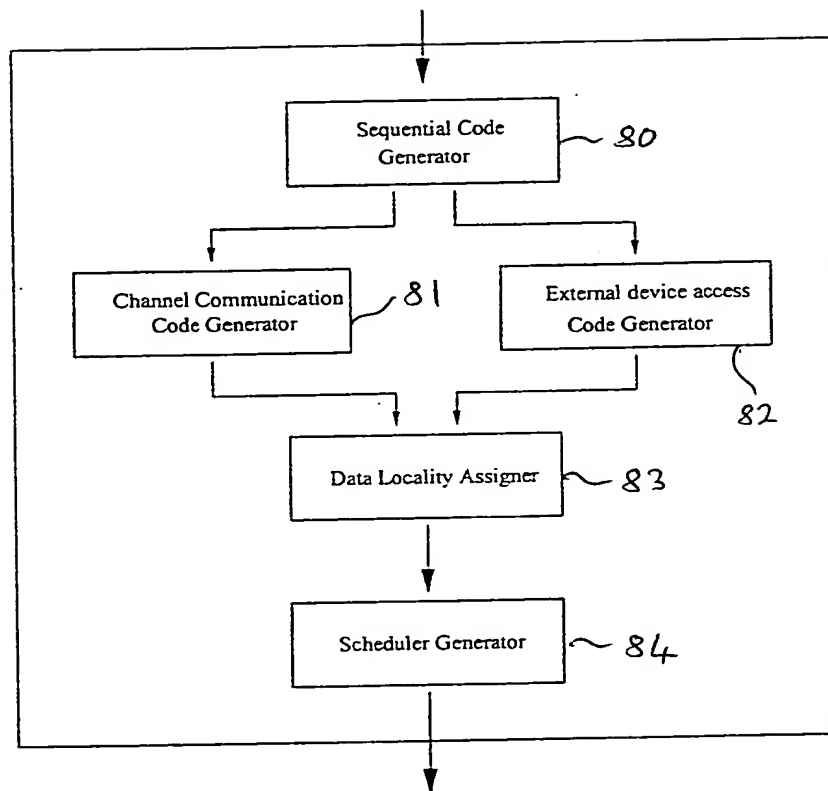 Sequential Code
Generator
80
Channel Communication
Code Generator
81
External device access
Code Generator
82
Data Locality Assigner
83
Scheduler Generator
84